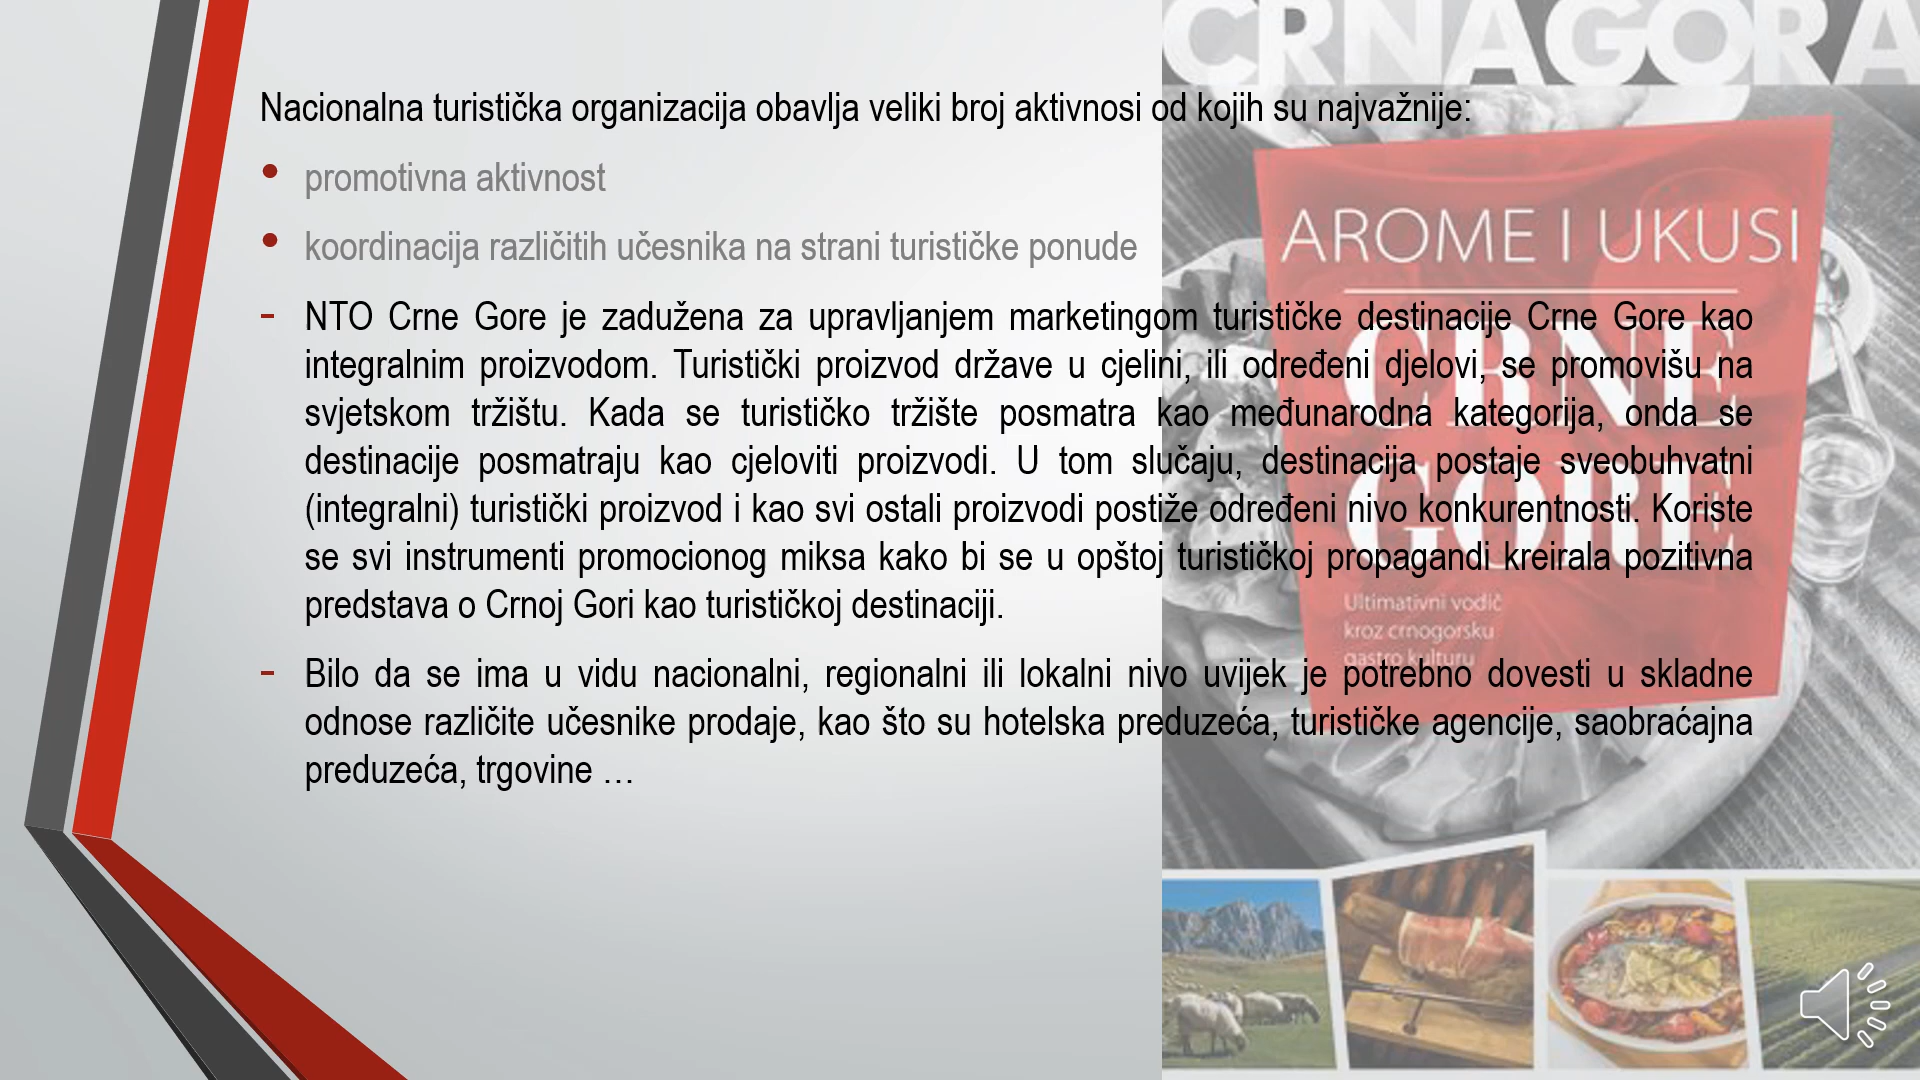 CRNAGORA
Nacionalna turistička organizacija obavlja veliki broj aktivnosi od kojih su najvažnije:
• promotivna aktivnost
• koordinacija različitih učesnika na strani turističke ponude
- NTO Crne Gore je zadužena za upravljanjem marketingom turističke destinacije Crne Gore kao
integralnim proizvodom. Turistički proizvod države u cjelini, ili određeni djelovi, se promovišu na
svjetskom tržištu. Kada se turističko tržište posmatra kao međunarodna kategorija, onda se
destinacije posmatraju kao cjeloviti proizvodi. U tom slučaju, destinacija postaje sveobuhvatni
(integralni) turistički proizvod i kao svi ostali proizvodi postiže određeni nivo konkurentnosti. Koriste
se svi instrumenti promocionog miksa kako bi se u opštoj turističkoj propagandi kreirala pozitivna
predstava o Crnoj Gori kao turističkoj destinaciji.
- Bilo da se ima u vidu nacionalni, regionalni ili lokalni nivo uvijek je potrebno dovesti u skladne
odnose različite učesnike prodaje, kao što su hotelska preduzeća, turističke agencije, saobraćajna
preduzeća, trgovine …
AROME I UKUSI
CRNE
GORE
Ultimativni vodič
kroz crnogorsku
gastro kulturu